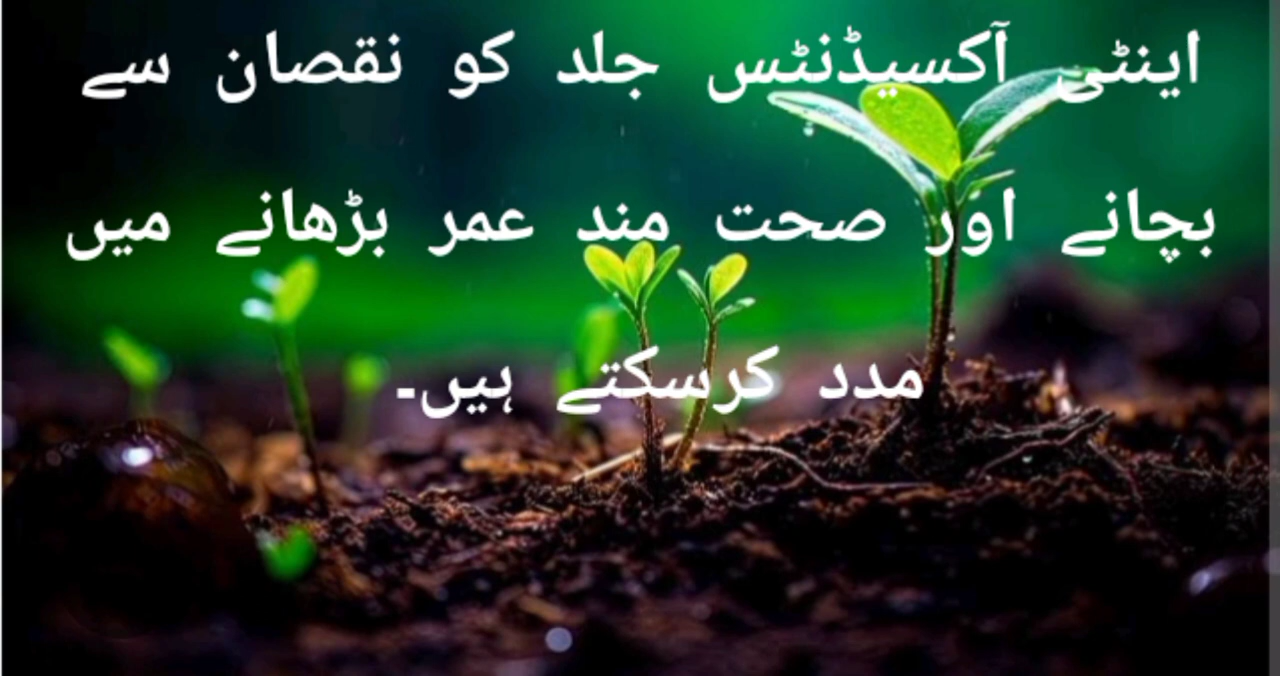 اینٹی آکسیڈنٹس جلد کو نقصان سے
بچانے اور صحت مند عمر بڑھانے میں
مدد کرسکتے ہیں۔